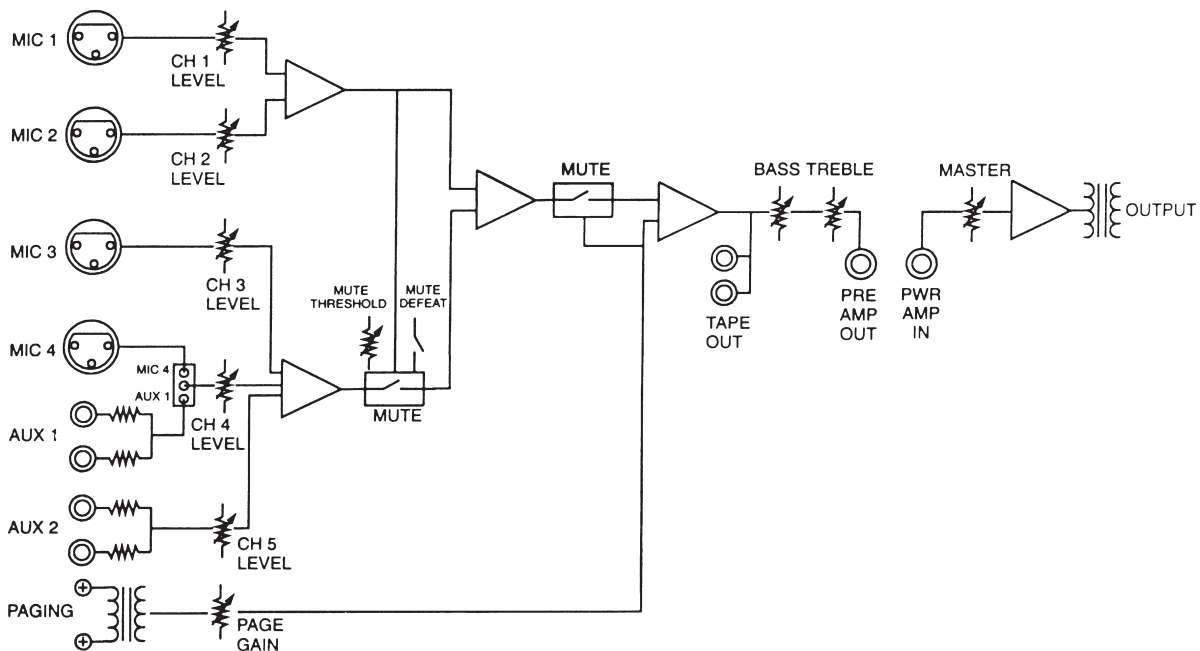 MIC 1
CH 1
LEVEL
MIC 2
CH 2
LEVEL
MUTE
BASS TREBLE
MASTER
OUTPUT
MIC 3
CH 3
LEVEL
MUTE
THRESHOLD
MUTE
DEFEAT
TAPE
OUT
PRE
AMP
OUT
PWR
AMP
IN
MIC 4
MIC 4
AUX 1
CH 4
LEVEL
MUTE
AUX 1
AUX 2
CH 5
LEVEL
PAGING
PAGE
GAIN